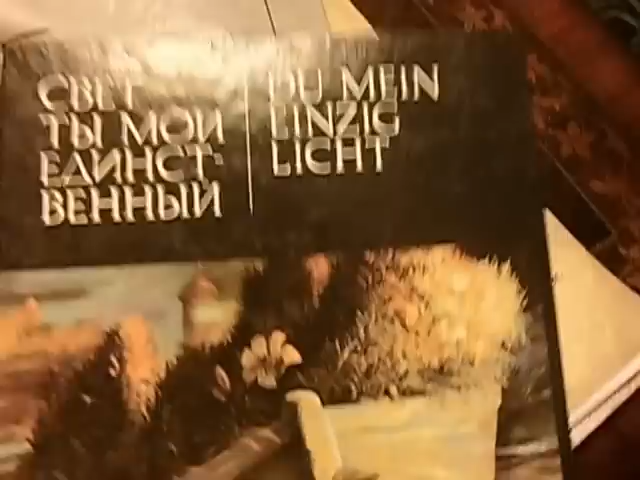 СВЕТ
ТЫ МОЙ
ЕДИНСТ-
ВЕННЫЙ
DU MEIN
EINZIG
LICHT